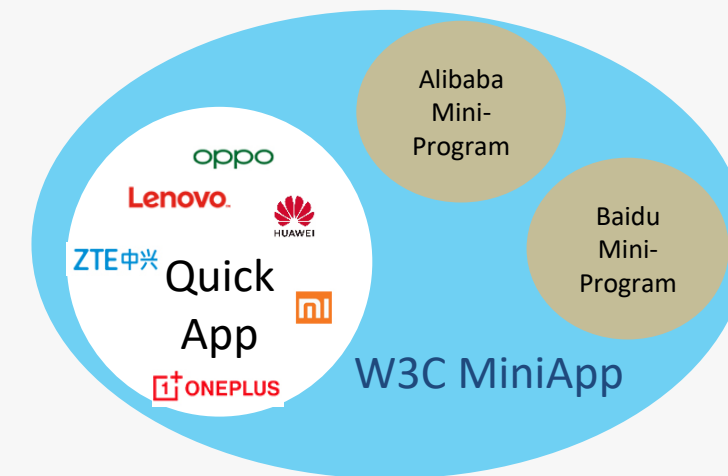 Alibaba
Mini-
Program
oppo
Lenovo.
HUAWEI
Baidu
Mini-
Program
ZTE中兴
Quick
App
mi
W3C MiniApp
1+ ONEPLUS